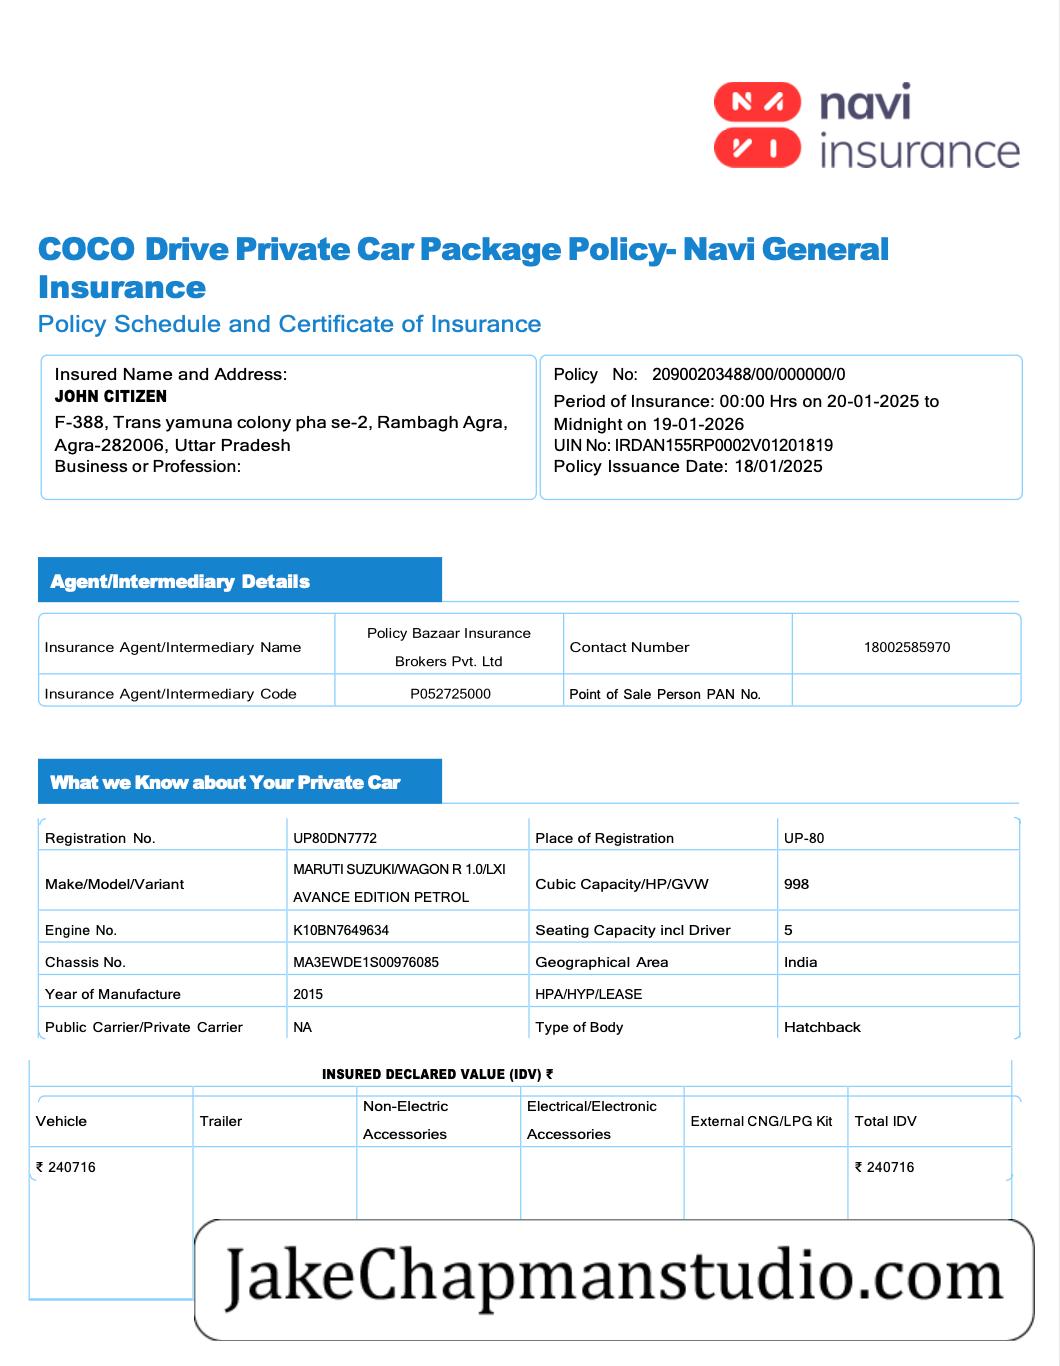 NAVI
navi
insurance
COCO Drive Private Car Package Policy- Navi General
Insurance
Policy Schedule and Certificate of Insurance
Insured Name and Address:
JOHN CITIZEN
F-388, Trans yamuna colony pha se-2, Rambagh Agra,
Agra-282006, Uttar Pradesh
Business or Profession:
Policy No: 20900203488/00/000000/0
Period of Insurance: 00:00 Hrs on 20-01-2025 to
Midnight on 19-01-2026
UIN No: IRDAN155RP0002V01201819
Policy Issuance Date: 18/01/2025
Agent/Intermediary Details
Insurance Agent/Intermediary Name
Policy Bazaar Insurance
Brokers Pvt. Ltd
Contact Number
18002585970
Insurance Agent/Intermediary Code
P052725000
Point of Sale Person PAN No.
What we Know about Your Private Car
Registration No.
UP80DN7772
Place of Registration
UP-80
Make/Model/Variant
MARUTI SUZUKI/WAGON R 1.0/LXI
AVANCE EDITION PETROL
Cubic Capacity/HP/GVW
998
Engine No.
K10BN7649634
Seating Capacity incl Driver
5
Chassis No.
MA3EWDE1S00976085
Geographical Area
India
Year of Manufacture
2015
HPA/HYP/LEASE
Public Carrier/Private Carrier
NA
Type of Body
Hatchback
INSURED DECLARED VALUE (IDV) ₹
Vehicle
Trailer
Non-Electric
Accessories
Electrical/Electronic
Accessories
External CNG/LPG Kit
Total IDV
₹ 240716
₹ 240716
JakeChapmanstudio.com